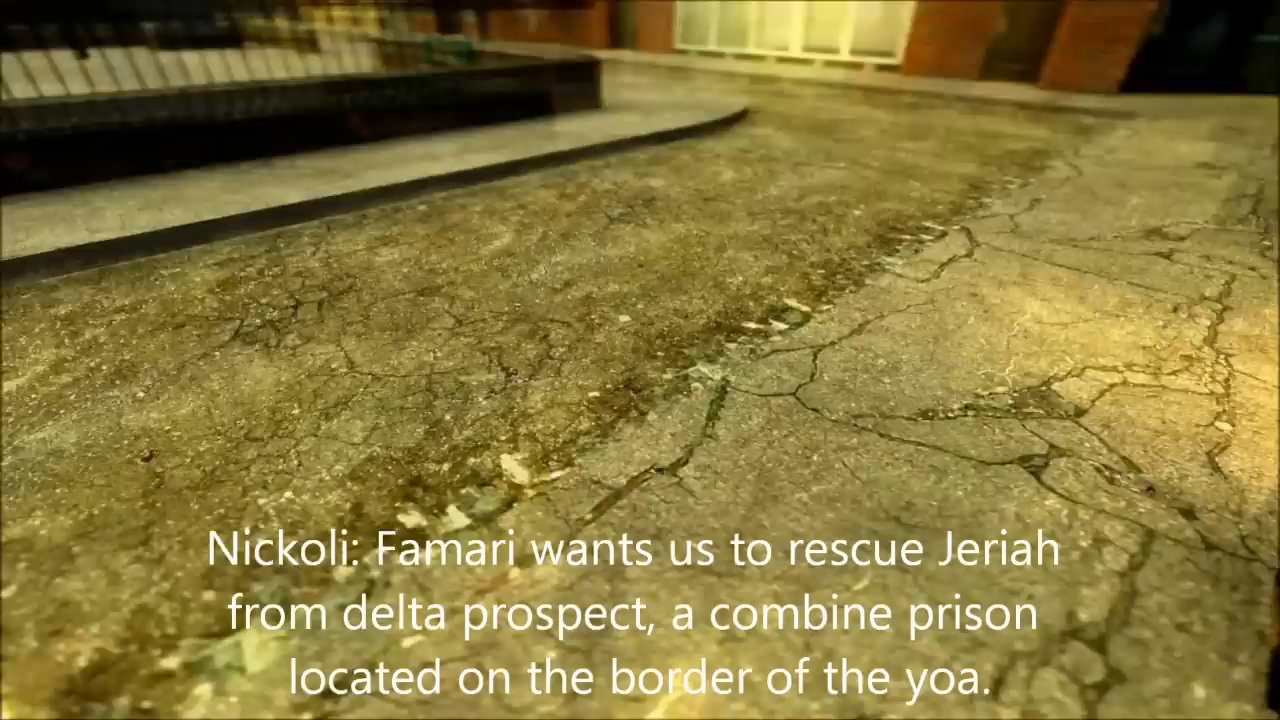 Nickoli: Famari wants us to rescue Jeriah
from delta prospect, a combine prison
located on the border of the yoa.